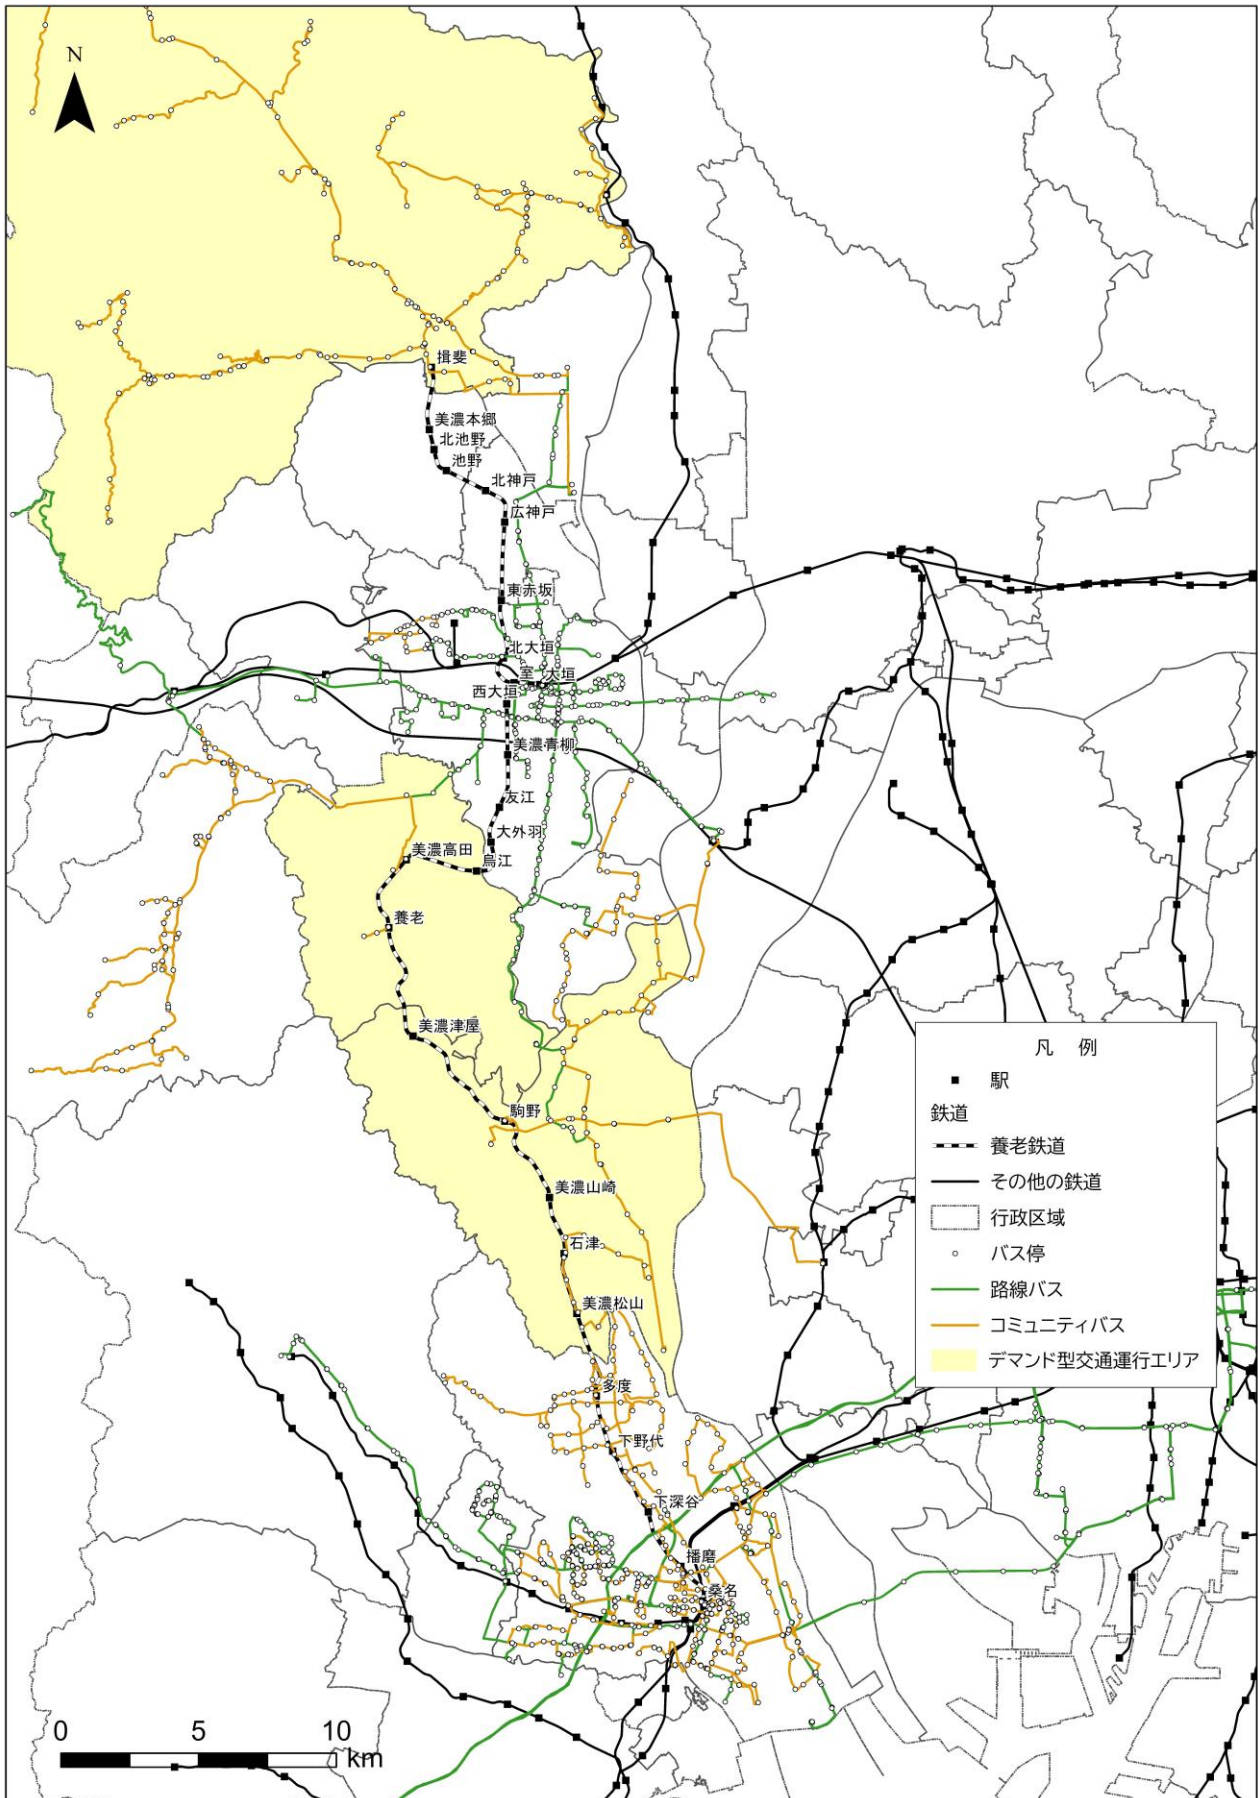 N
揖斐
美濃本郷
北池野
池野
北神戸
広神戸
東赤坂
北大垣
室
大垣
西大垣
美濃青柳
友江
大外羽
美濃高田
烏江
養老
美濃津屋
駒野
美濃山崎
石津
美濃松山
多度
下野代
下深谷
播磨
桑名
凡 例
駅
鉄道
養老鉄道
その他の鉄道
行政区域
バス停
路線バス
コミュニティバス
デマンド型交通運行エリア
0 5 10
km